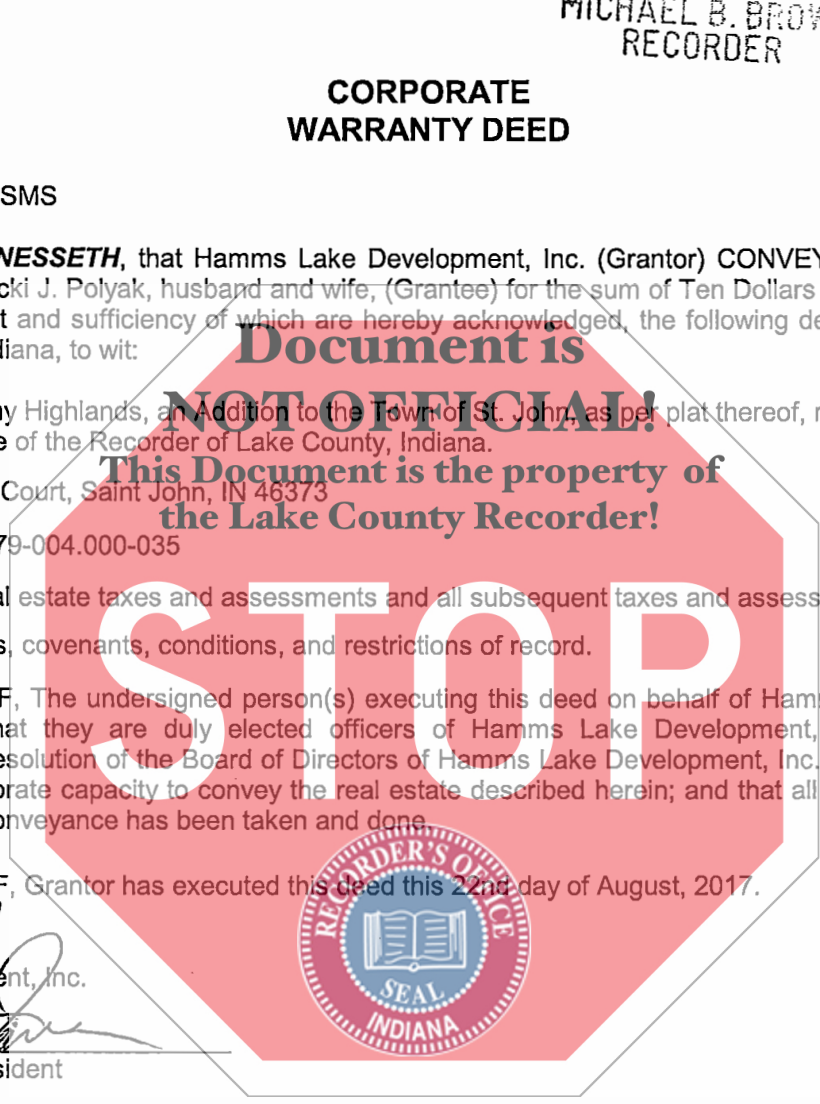 MICHAEL B. BROW
RECORDER
CORPORATE
WARRANTY DEED
SMS
NESSETH, that Hamms Lake Development, Inc. (Grantor) CONVEY
cki J. Polyak, husband and wife, (Grantee) for the sum of Ten Dollars
t and sufficiency of which are hereby acknowledged, the following de
diana, to wit:
Document is
NOT OFFICIAL!
y Highlands, an Addition to the Town of St. John, as per plat thereof, r
e of the Recorder of Lake County, Indiana.
This Document is the property of
Court, Saint John, IN 46373
the Lake County Recorder!
79-004.000-035
al estate taxes and assessments and all subsequent taxes and assess
s, covenants, conditions, and restrictions of record.
STOP
F, The undersigned person(s) executing this deed on behalf of Ham
hat they are duly elected officers of Hamms Lake Development,
esolution of the Board of Directors of Hamms Lake Development, Inc.
orate capacity to convey the real estate described herein; and that all
onveyance has been taken and done.
F, Grantor has executed this deed this 22nd day of August, 2017.
RECORDER'S OFFICE
SEAL
INDIANA
ent, Inc.
sident